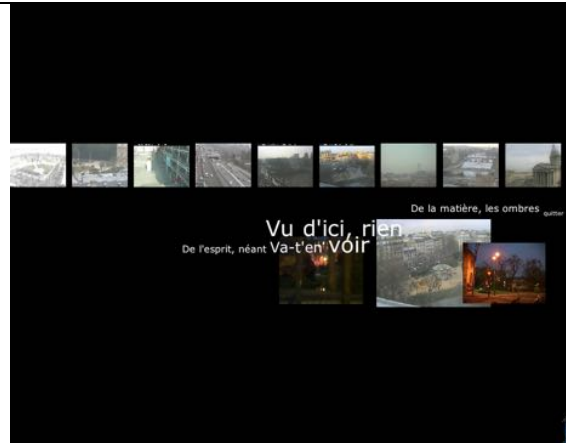 De la matière, les ombres quitter
Vu d'ici, rien
De l'esprit, néant Va-t'en voir